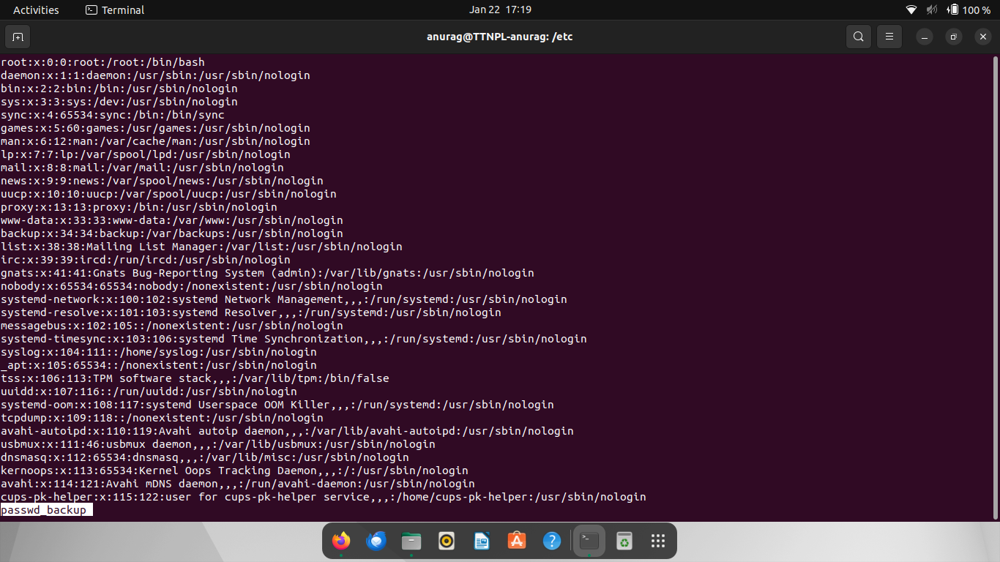 Activities
Terminal
Jan 22 17:19
100 %
anurag@TTNPL-anurag: /etc
root:x:0:0:root:/root:/bin/bash
daemon:x:1:1:daemon:/usr/sbin:/usr/sbin/nologin
bin:x:2:2:bin:/bin:/usr/sbin/nologin
sys:x:3:3:sys:/dev:/usr/sbin/nologin
sync:x:4:65534:sync:/bin:/bin/sync
games:x:5:60:games:/usr/games:/usr/sbin/nologin
man:x:6:12:man:/var/cache/man:/usr/sbin/nologin
lp:x:7:7:lp:/var/spool/lpd:/usr/sbin/nologin
mail:x:8:8:mail:/var/mail:/usr/sbin/nologin
news:x:9:9:news:/var/spool/news:/usr/sbin/nologin
uucp:x:10:10:uucp:/var/spool/uucp:/usr/sbin/nologin
proxy:x:13:13:proxy:/bin:/usr/sbin/nologin
www-data:x:33:33:www-data:/var/www:/usr/sbin/nologin
backup:x:34:34:backup:/var/backups:/usr/sbin/nologin
list:x:38:38:Mailing List Manager:/var/list:/usr/sbin/nologin
irc:x:39:39:ircd:/run/ircd:/usr/sbin/nologin
gnats:x:41:41:Gnats Bug-Reporting System (admin):/var/lib/gnats:/usr/sbin/nologin
nobody:x:65534:65534:nobody:/nonexistent:/usr/sbin/nologin
systemd-network:x:100:102:systemd Network Management,,,:/run/systemd:/usr/sbin/nologin
systemd-resolve:x:101:103:systemd Resolver,,,:/run/systemd:/usr/sbin/nologin
messagebus:x:102:105::/nonexistent:/usr/sbin/nologin
systemd-timesync:x:103:106:systemd Time Synchronization,,,:/run/systemd:/usr/sbin/nologin
syslog:x:104:111::/home/syslog:/usr/sbin/nologin
_apt:x:105:65534::/nonexistent:/usr/sbin/nologin
tss:x:106:113:TPM software stack,,,:/var/lib/tpm:/bin/false
uuidd:x:107:116::/run/uuidd:/usr/sbin/nologin
systemd-oom:x:108:117:systemd Userspace OOM Killer,,,:/run/systemd:/usr/sbin/nologin
tcpdump:x:109:118::/nonexistent:/usr/sbin/nologin
avahi-autoipd:x:110:119:Avahi autoip daemon,,,:/var/lib/avahi-autoipd:/usr/sbin/nologin
usbmux:x:111:46:usbmux daemon,,,:/var/lib/usbmux:/usr/sbin/nologin
dnsmasq:x:112:65534:dnsmasq,,,:/var/lib/misc:/usr/sbin/nologin
kernoops:x:113:65534:Kernel Oops Tracking Daemon,,,:/:/usr/sbin/nologin
avahi:x:114:121:Avahi mDNS daemon,,,:/run/avahi-daemon:/usr/sbin/nologin
cups-pk-helper:x:115:122:user for cups-pk-helper service,,,:/home/cups-pk-helper:/usr/sbin/nologin
passwd_backup